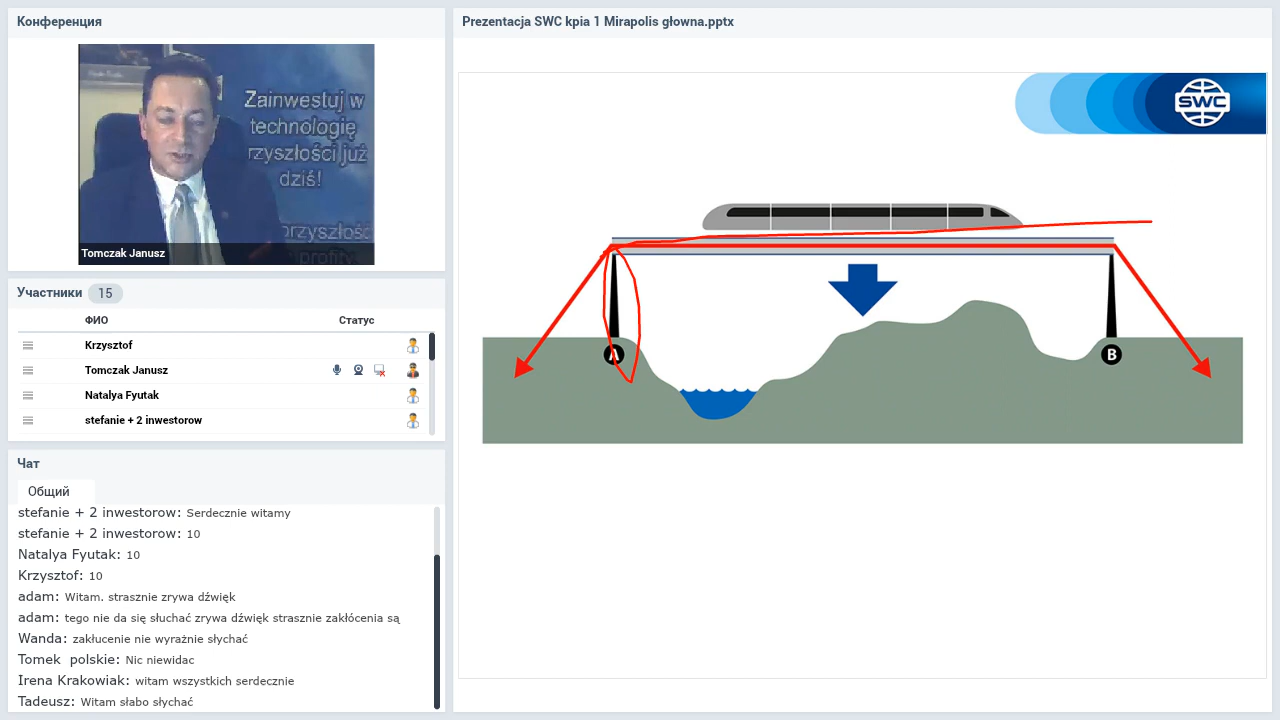 Конференция
Zainwestuj w
technologię
rzyszłości już
dziś!
Tomczak Janusz
Участники 15
ФИО Статус
Krzysztof
Tomczak Janusz
Natalya Fyutak
stefanie + 2 inwestorow
Чат
Общий
stefanie + 2 inwestorow: Serdecznie witamy
stefanie + 2 inwestorow: 10
Natalya Fyutak: 10
Krzysztof: 10
adam: Witam. strasznie zrywa dźwięk
adam: tego nie da się słuchać zrywa dźwięk strasznie zakłócenia są
Wanda: zakłucenie nie wyrażnie słychać
Tomek polskie: Nic niewidac
Irena Krakowiak: witam wszystkich serdecznie
Tadeusz: Witam słabo słychać
Prezentacja SWC kpia 1 Mirapolis głowna.pptx
SWC
A
B